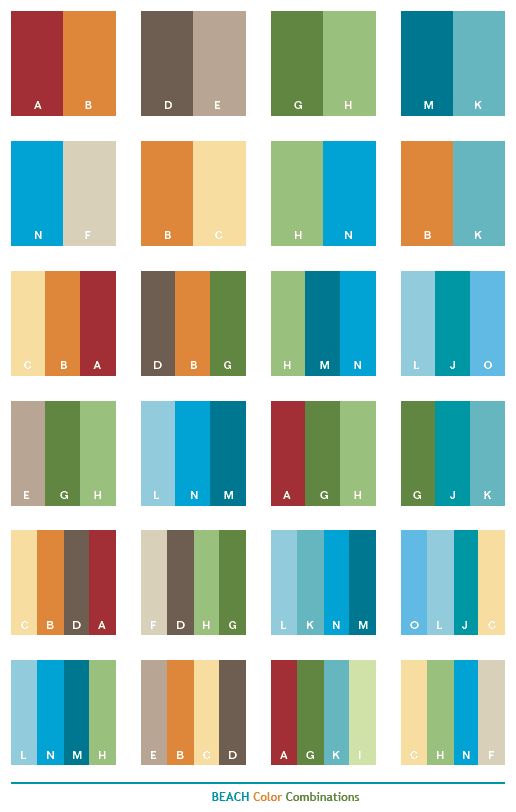 A B D E G H M K
N F B C H N B K
C B A D B G H M N L J O
E G H L N M A G H G J K
C B D A F D H G L K N M O L J C
L N M H E B C D A G K I C H N F
BEACH Color Combinations